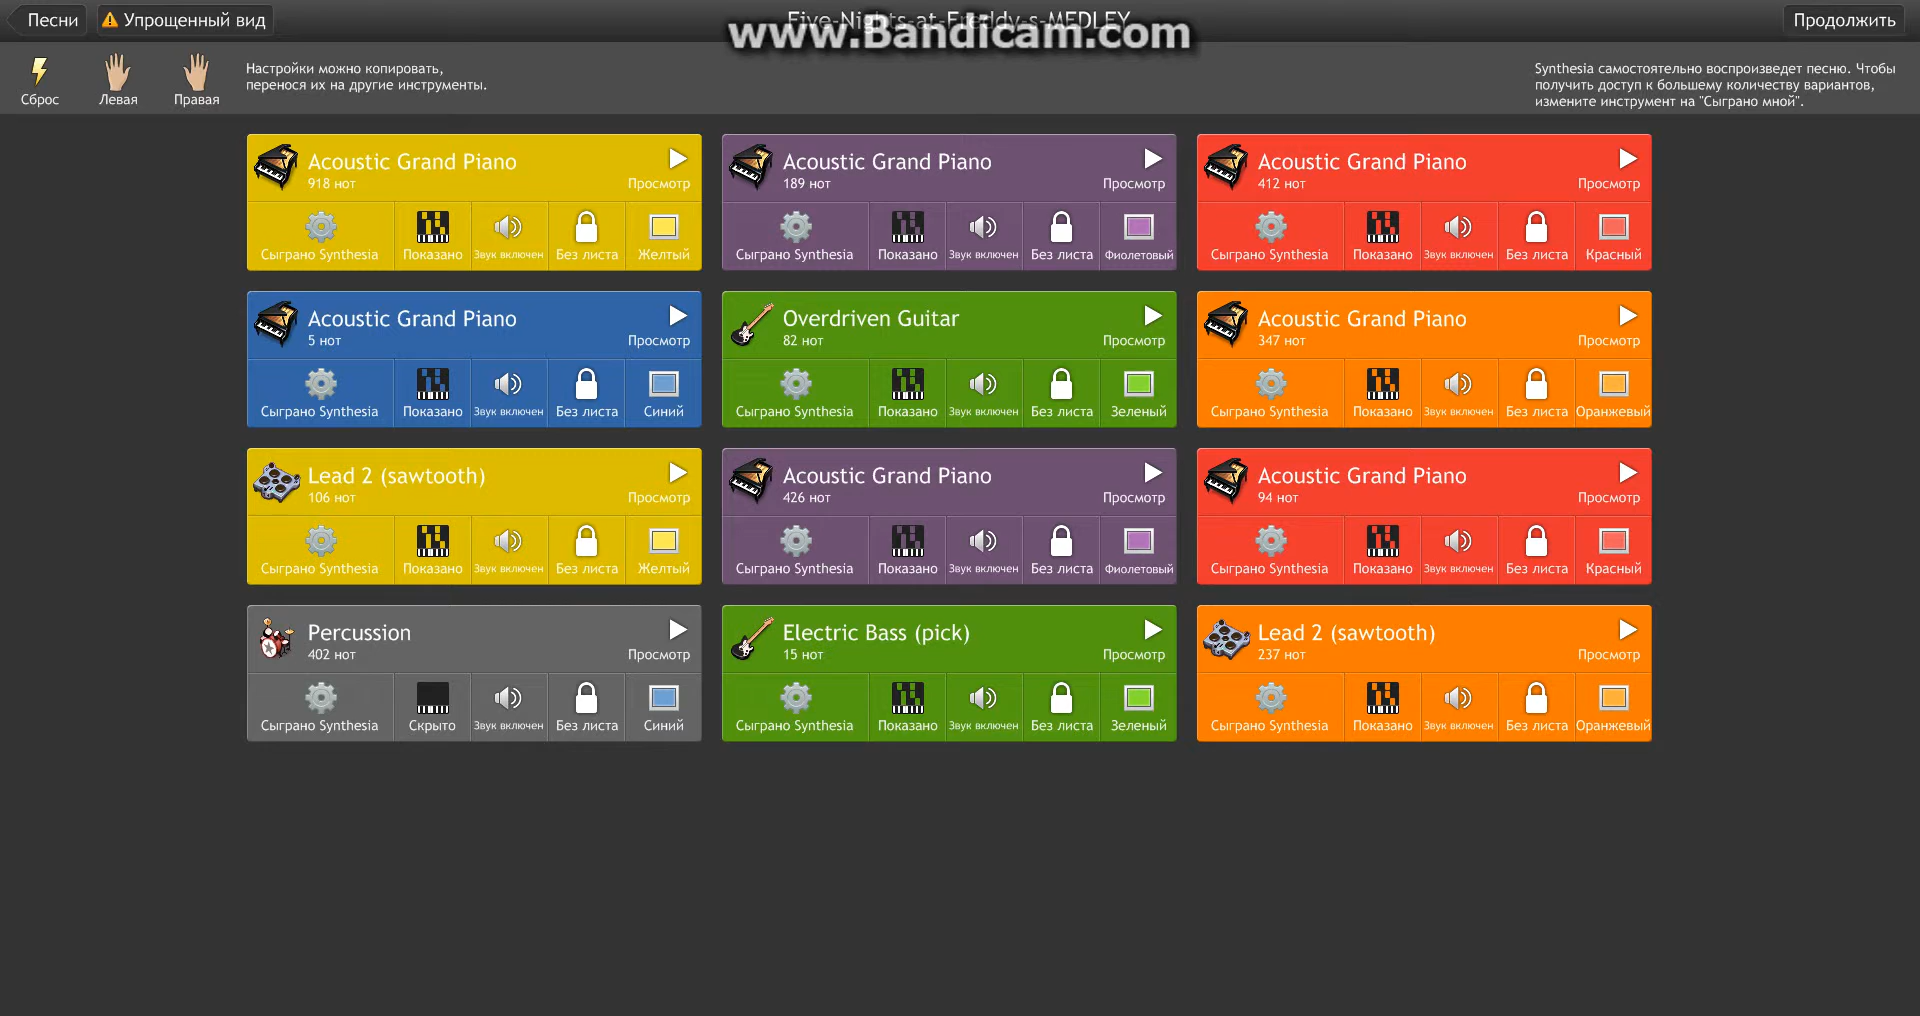 Песни
Упрощенный вид
Five-Nights-at-Freddy-s-MEDLEY
www.Bandicam.com
Продолжить
Сброс
Левая
Правая
Настройки можно копировать,
перенося их на другие инструменты.
Synthesia самостоятельно воспроизведет песню. Чтобы
получить доступ к большему количеству вариантов,
измените инструмент на "Сыграно мной".
Acoustic Grand Piano
918 нот
Просмотр
Сыграно Synthesia
Показано
Звук включен
Без листа
Желтый
Acoustic Grand Piano
189 нот
Просмотр
Сыграно Synthesia
Показано
Звук включен
Без листа
Фиолетовый
Acoustic Grand Piano
412 нот
Просмотр
Сыграно Synthesia
Показано
Звук включен
Без листа
Красный
Acoustic Grand Piano
5 нот
Просмотр
Сыграно Synthesia
Показано
Звук включен
Без листа
Синий
Overdriven Guitar
82 нот
Просмотр
Сыграно Synthesia
Показано
Звук включен
Без листа
Зеленый
Acoustic Grand Piano
347 нот
Просмотр
Сыграно Synthesia
Показано
Звук включен
Без листа
Оранжевый
Lead 2 (sawtooth)
106 нот
Просмотр
Сыграно Synthesia
Показано
Звук включен
Без листа
Желтый
Acoustic Grand Piano
426 нот
Просмотр
Сыграно Synthesia
Показано
Звук включен
Без листа
Фиолетовый
Acoustic Grand Piano
94 нот
Просмотр
Сыграно Synthesia
Показано
Звук включен
Без листа
Красный
Percussion
402 нот
Просмотр
Сыграно Synthesia
Скрыто
Звук включен
Без листа
Синий
Electric Bass (pick)
15 нот
Просмотр
Сыграно Synthesia
Показано
Звук включен
Без листа
Зеленый
Lead 2 (sawtooth)
237 нот
Просмотр
Сыграно Synthesia
Показано
Звук включен
Без листа
Оранжевый